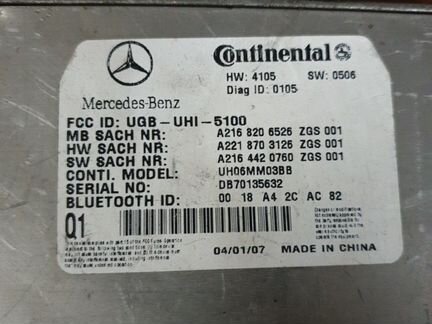 Continental
HW: 4105 SW: 0506
Diag ID: 0105
Mercedes-Benz
FCC ID: UGB-UHI-5100
MB SACH NR: A216 820 6526 ZGS 001
HW SACH NR: A221 870 3126 ZGS 001
SW SACH NR: A216 442 0760 ZGS 001
CONTI. MODEL: UH06MM03BB
SERIAL NO: DB70135632
BLUETOOTH ID: 00 18 A4 2C AC 82
Q1
04/01/07 MADE IN CHINA